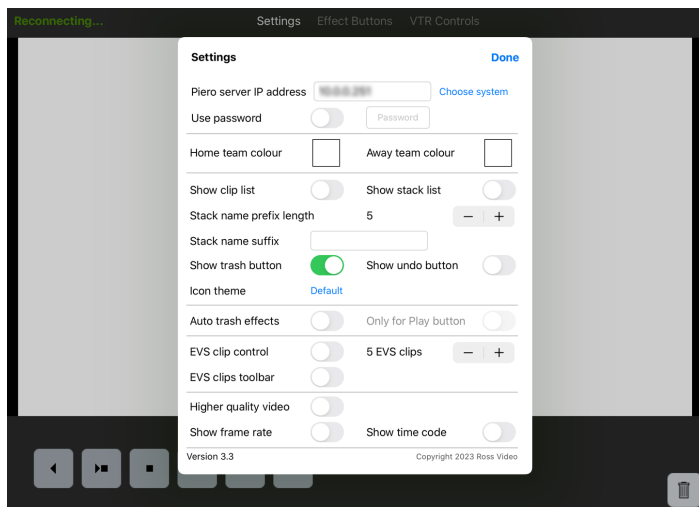 Reconnecting...
Settings Effect Buttons VTR Controls
Settings Done
Piero server IP address Choose system
Use password Password
Home team colour Away team colour
Show clip list Show stack list
Stack name prefix length 5 − +
Stack name suffix
Show trash button Show undo button
Icon theme Default
Auto trash effects Only for Play button
EVS clip control 5 EVS clips − +
EVS clips toolbar
Higher quality video
Show frame rate Show time code
Version 3.3 Copyright 2023 Ross Video